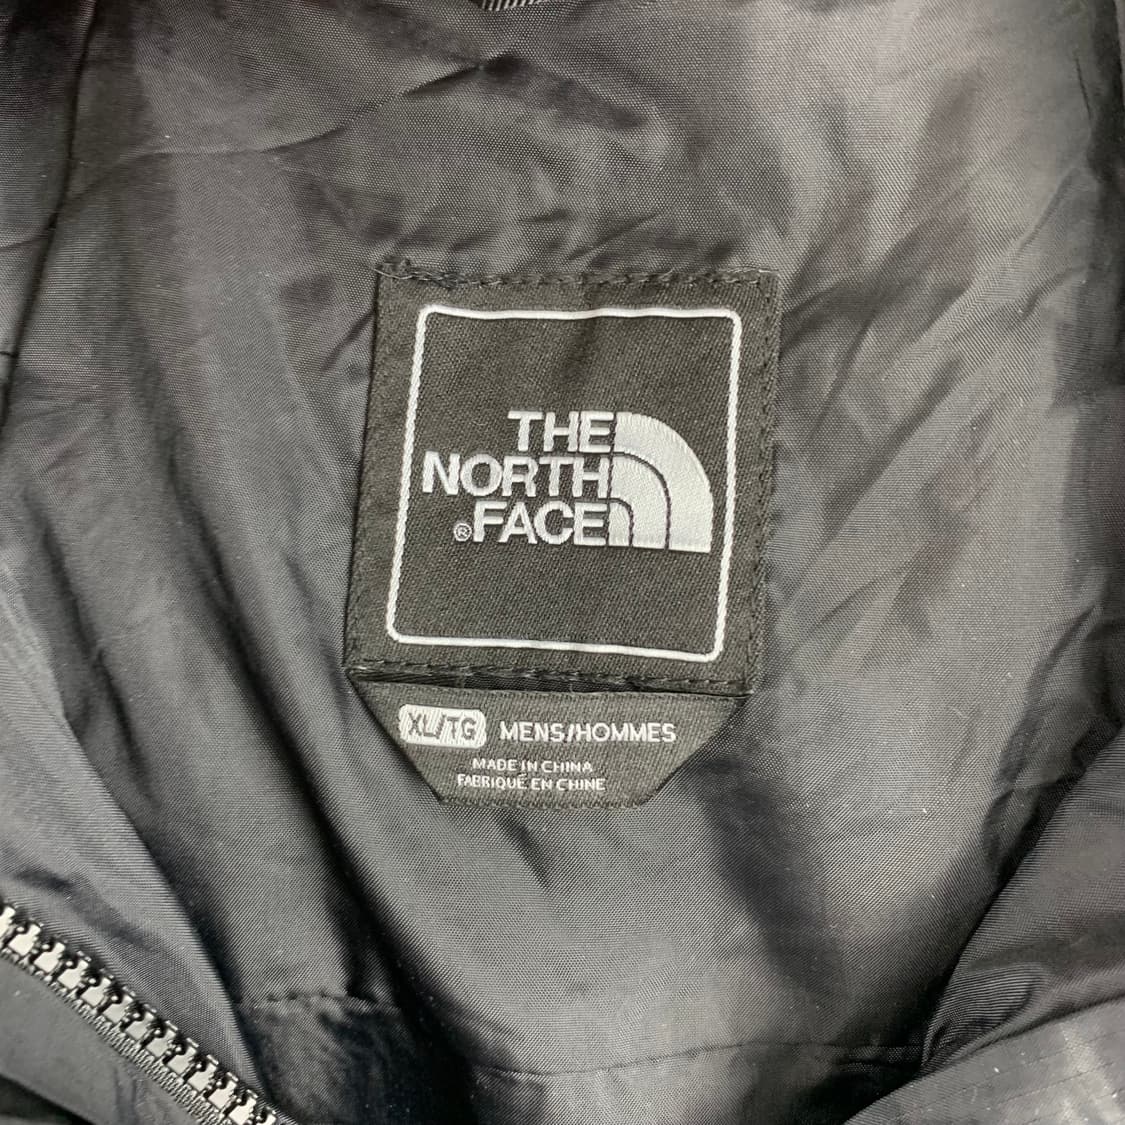 THE
NORTH
®FACE
XL/TG MENS/HOMMES
MADE IN CHINA
FABRIQUÉ EN CHINE